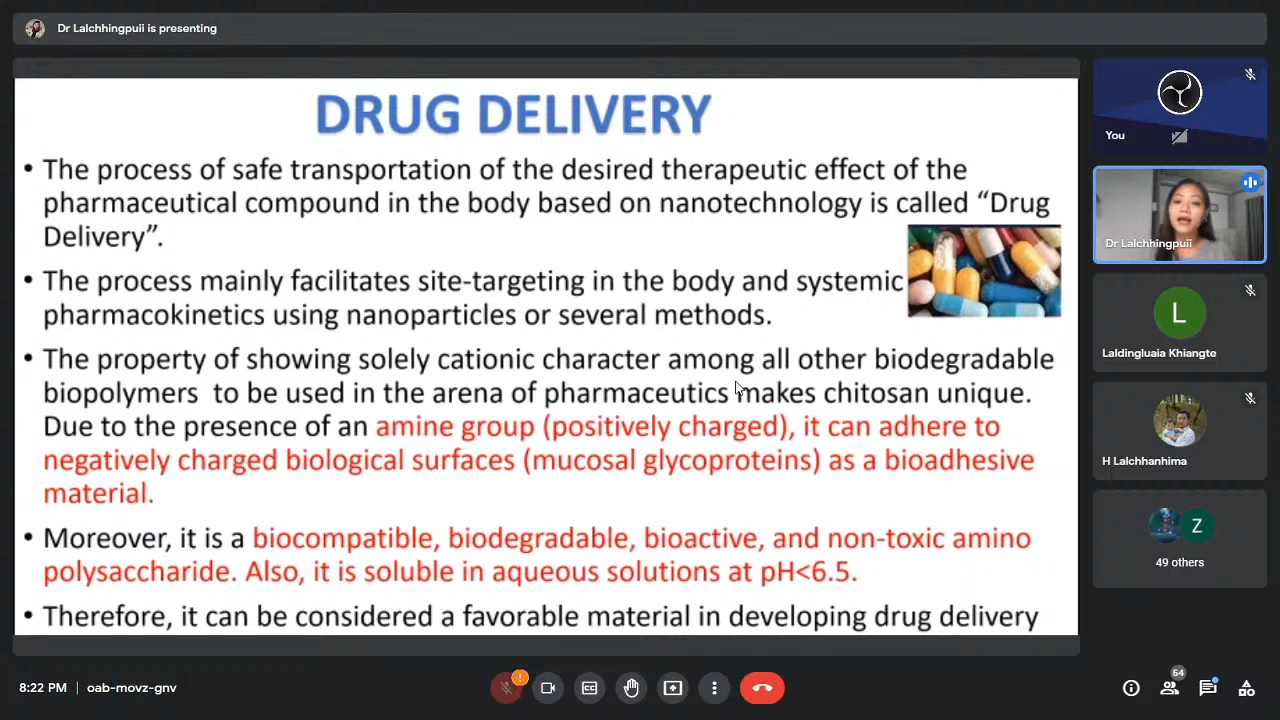 Dr Lalchhingpuii is presenting
DRUG DELIVERY
• The process of safe transportation of the desired therapeutic effect of the
pharmaceutical compound in the body based on nanotechnology is called “Drug
Delivery”.
• The process mainly facilitates site-targeting in the body and systemic
pharmacokinetics using nanoparticles or several methods.
• The property of showing solely cationic character among all other biodegradable
biopolymers to be used in the arena of pharmaceutics makes chitosan unique.
Due to the presence of an amine group (positively charged), it can adhere to
negatively charged biological surfaces (mucosal glycoproteins) as a bioadhesive
material.
• Moreover, it is a biocompatible, biodegradable, bioactive, and non-toxic amino
polysaccharide. Also, it is soluble in aqueous solutions at pH<6.5.
• Therefore, it can be considered a favorable material in developing drug delivery
You
Dr Lalchhingpuii
L
Laldingluaia Khiangte
H Lalchhanhima
Z
49 others
8:22 PM | oab-movz-gnv
CC
54